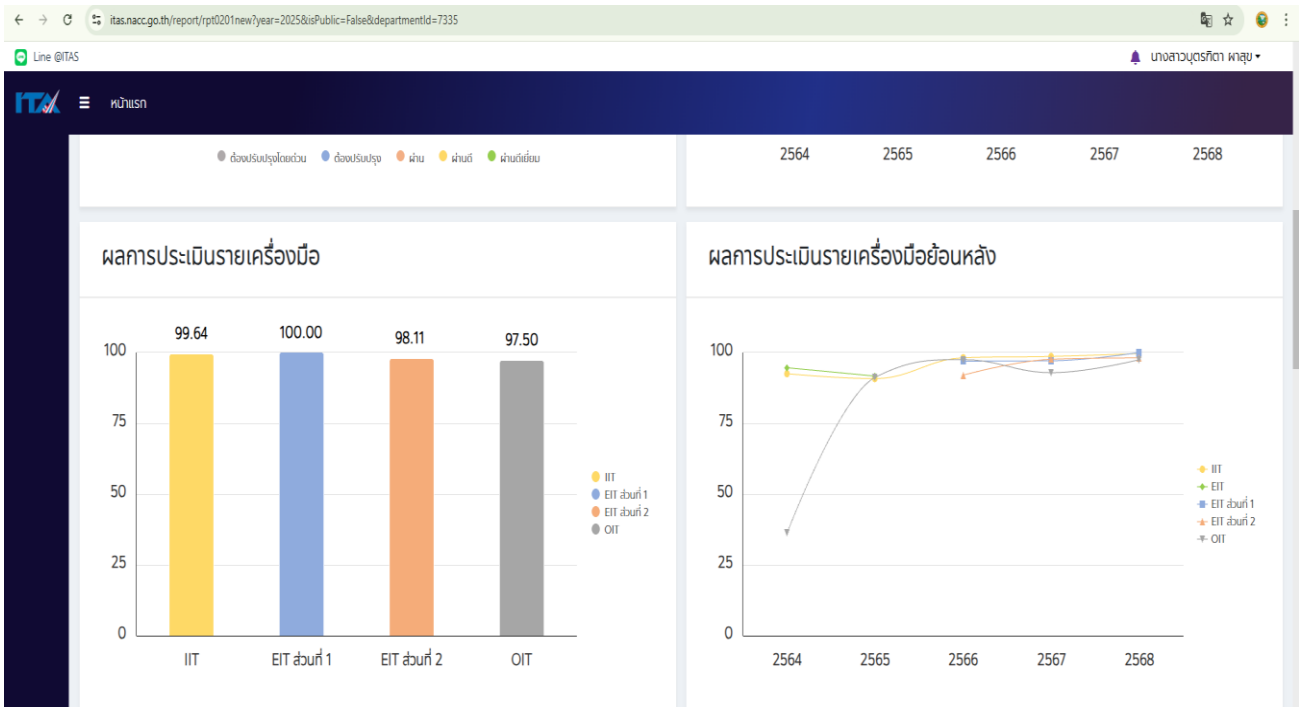 itas.nacc.go.th/report/rpt0201new?year=2025&isPublic=False&departmentId=7335
Line @ITAS
นางสาวบุตรทิตา ผาสุข
ITA
หน้าแรก
ต้องปรับปรุงโดยด่วน ต้องปรับปรุง ผ่าน ผ่านดี ผ่านดีเยี่ยม
2564 2565 2566 2567 2568
ผลการประเมินรายเครื่องมือ
99.64 100.00 98.11 97.50
100
75
50
25
0
IIT EIT ส่วนที่ 1 EIT ส่วนที่ 2 OIT
IIT
EIT ส่วนที่ 1
EIT ส่วนที่ 2
OIT
ผลการประเมินรายเครื่องมือย้อนหลัง
100
75
50
25
0
2564 2565 2566 2567 2568
IIT
EIT
EIT ส่วนที่ 1
EIT ส่วนที่ 2
OIT